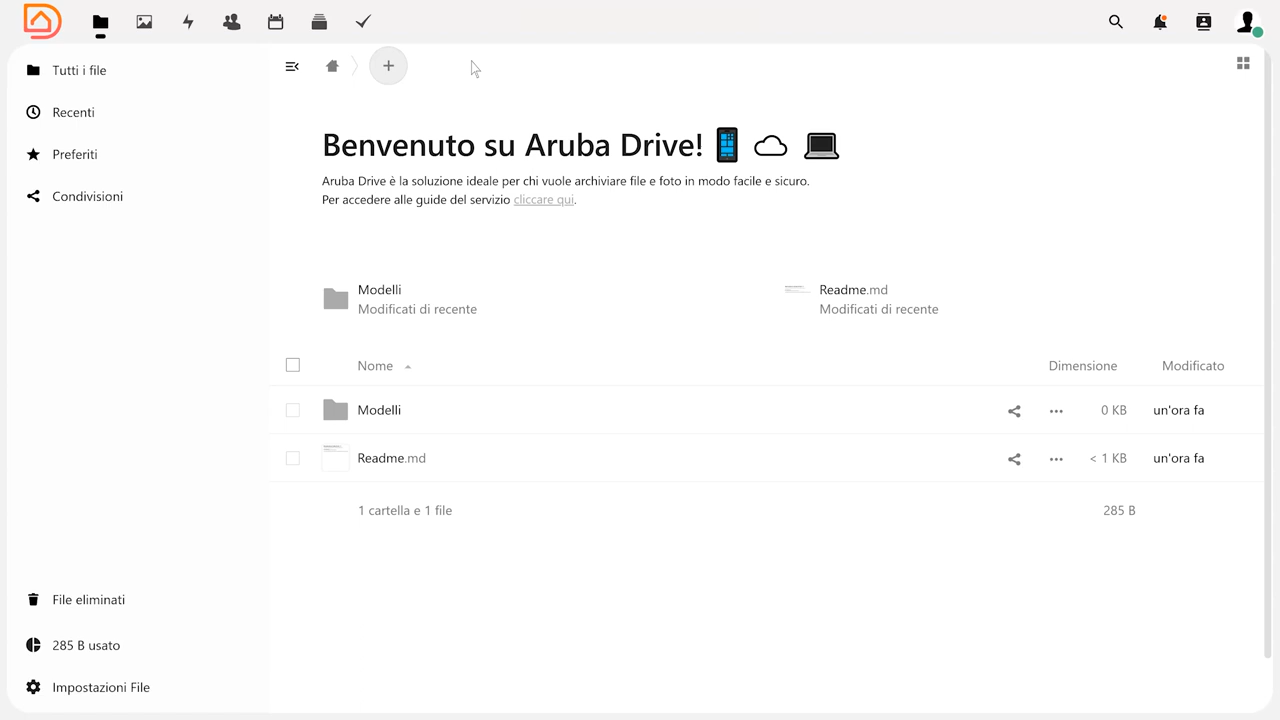 Tutti i file
Recenti
Preferiti
Condivisioni
Benvenuto su Aruba Drive!
Aruba Drive è la soluzione ideale per chi vuole archiviare file e foto in modo facile e sicuro.
Per accedere alle guide del servizio cliccare qui.
Modelli
Modificati di recente
Readme.md
Modificati di recente
Nome Dimensione Modificato
Modelli 0 KB un'ora fa
Readme.md < 1 KB un'ora fa
1 cartella e 1 file 285 B
File eliminati
285 B usato
Impostazioni File